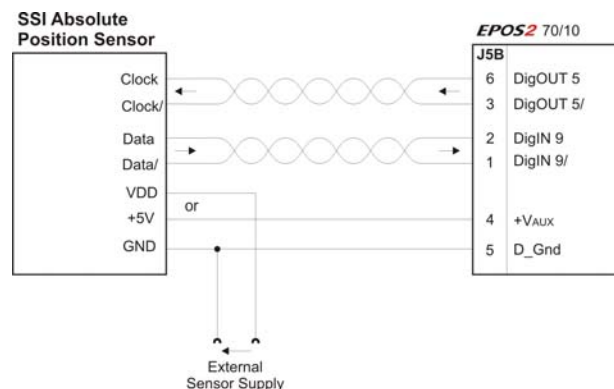 SSI Absolute
Position Sensor
EPOS2 70/10
J5B
Clock
6 DigOUT 5
Clock/
3 DigOUT 5/
Data
2 DigIN 9
Data/
1 DigIN 9/
VDD
or
+5V
4 +VAUX
GND
5 D_Gnd
External
Sensor Supply